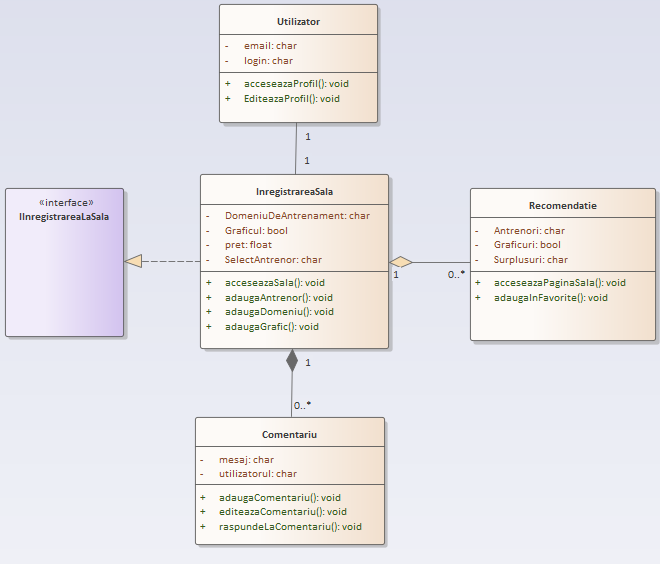 Utilizator
- email: char
- login: char
+ acceseazaProfil(): void
+ EditeazaProfil(): void
1
1
«interface»
IInregistrareaLaSala
InregistrareaSala
- DomeniuDeAntrenament: char
- Graficul: bool
- pret: float
- SelectAntrenor: char
+ acceseazaSala(): void
+ adaugaAntrenor(): void
+ adaugaDomeniu(): void
+ adaugaGrafic(): void
1
0..*
Recomendatie
- Antrenori: char
- Graficuri: bool
- Surplusuri: char
+ acceseazaPaginaSala(): void
+ adaugaInFavorite(): void
1
0..*
Comentariu
- mesaj: char
- utilizatorul: char
+ adaugaComentariu(): void
+ editeazaComentariu(): void
+ raspundeLaComentariu(): void